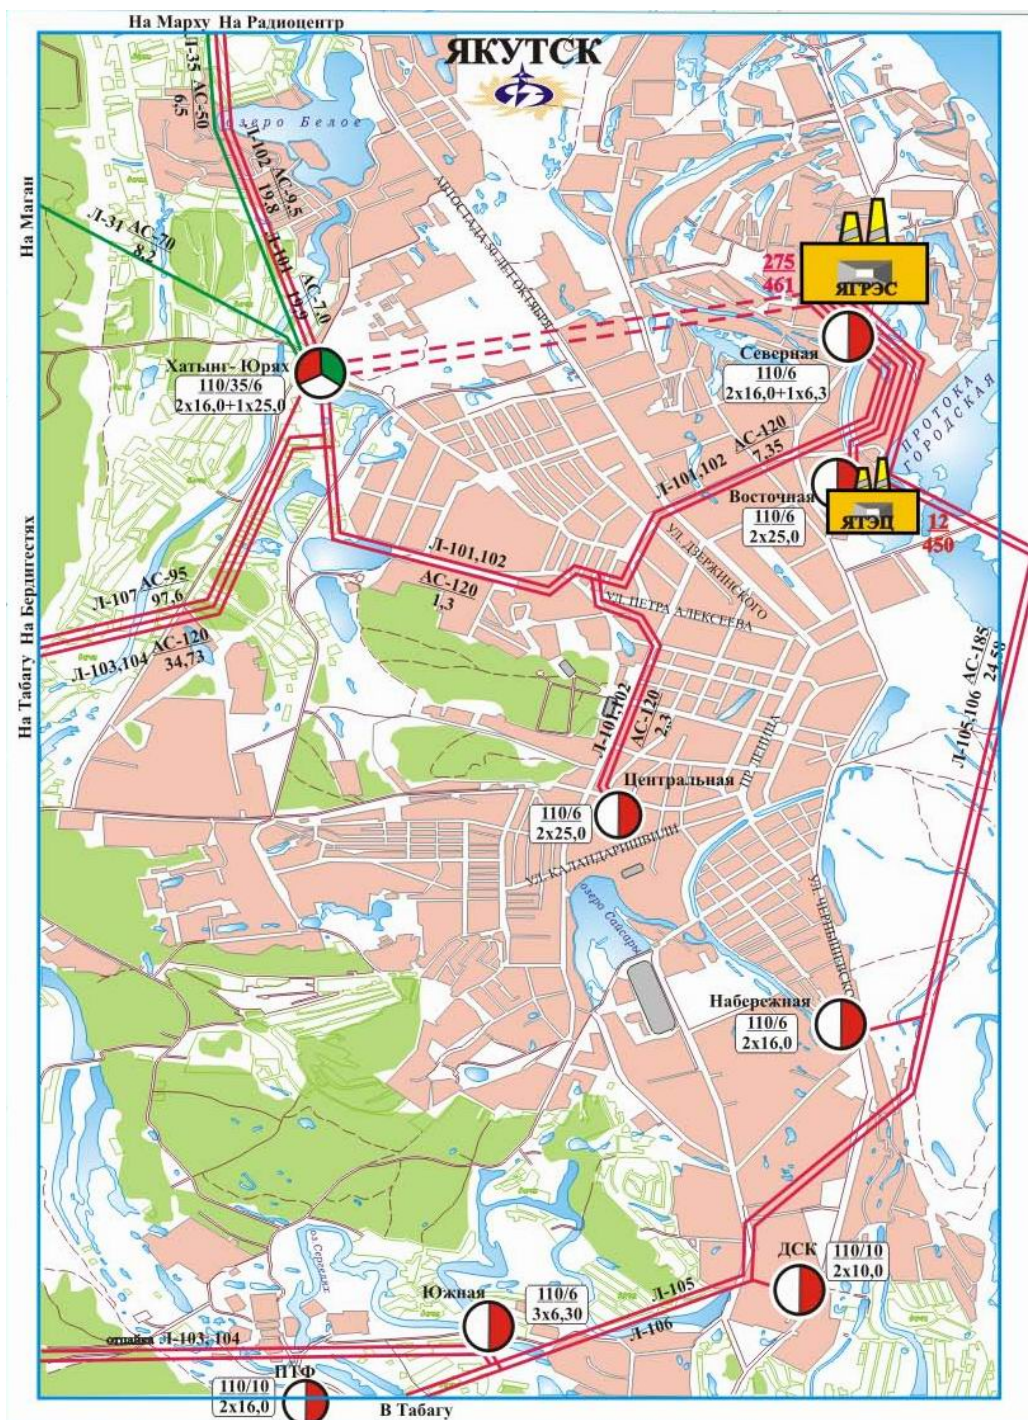 На Марху На Радиоцентр
ЯКУТСК
Л-35 АС-50
6,5
озеро Белое
Л-102 АС-9,5
19,8
АВТОСТРАДА 50 ЛЕТ ОКТЯБРЯ
На Маган
Л-31 АС-70
8,2
Л-101 АС-7,0
19,9
275
461
ЯГРЭС
Хатынг-Юрях
110/35/6
2х16,0+1х25,0
Северная
110/6
2х16,0+1х6,3
ПРОТОКА
ГОРОДСКАЯ
Л-101,102 АС-120
7,35
Восточная
110/6
2х25,0
ЯТЭЦ
12
450
УЛ. ДЗЕРЖИНСКОГО
На Бердигестях
Л-101,102
АС-120
1,3
Л-107 АС-95
97,6
УЛ. ПЕТРА АЛЕКСЕЕВА
На Табагу
Л-103,104 АС-120
34,73
Л-101,102
АС-120
2,3
Л-105,106 АС-185
24,58
ПР. ЛЕНИНА
Центральная
110/6
2х25,0
УЛ. КАЛАНДАРИШВИЛИ
озеро Сайсары
УЛ. ЧЕРНЫШЕВСКО
Набережная
110/6
2х16,0
оз. Сергелях
ДСК
110/10
2х10,0
Южная
110/6
3х6,30
Л-105
Л-106
отпайка Л-103, 104
ПТФ
110/10
2х16,0
В Табагу